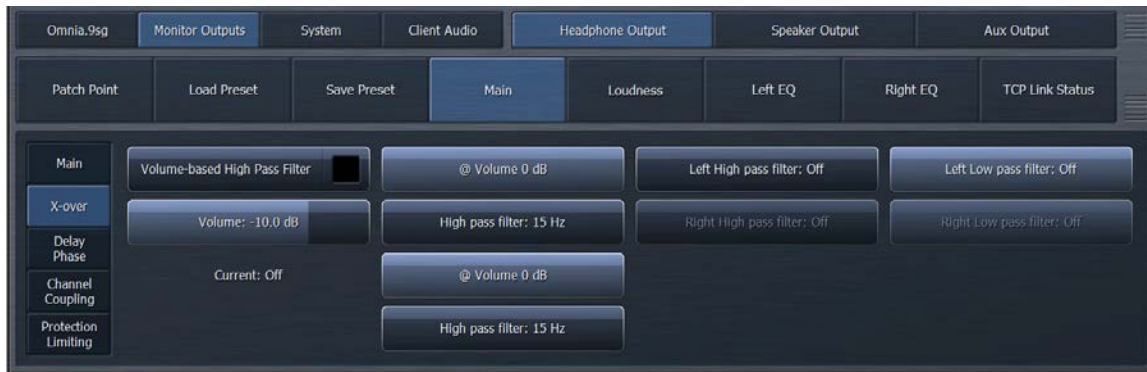 Omnia.9sg Monitor Outputs System Client Audio Headphone Output Speaker Output Aux Output
Patch Point Load Preset Save Preset Main Loudness Left EQ Right EQ TCP Link Status
Main
X-over
Delay
Phase
Channel
Coupling
Protection
Limiting
Volume-based High Pass Filter @ Volume 0 dB Left High pass filter: Off Left Low pass filter: Off
Volume: -10.0 dB High pass filter: 15 Hz Right High pass filter: Off Right Low pass filter: Off
Current: Off @ Volume 0 dB
High pass filter: 15 Hz